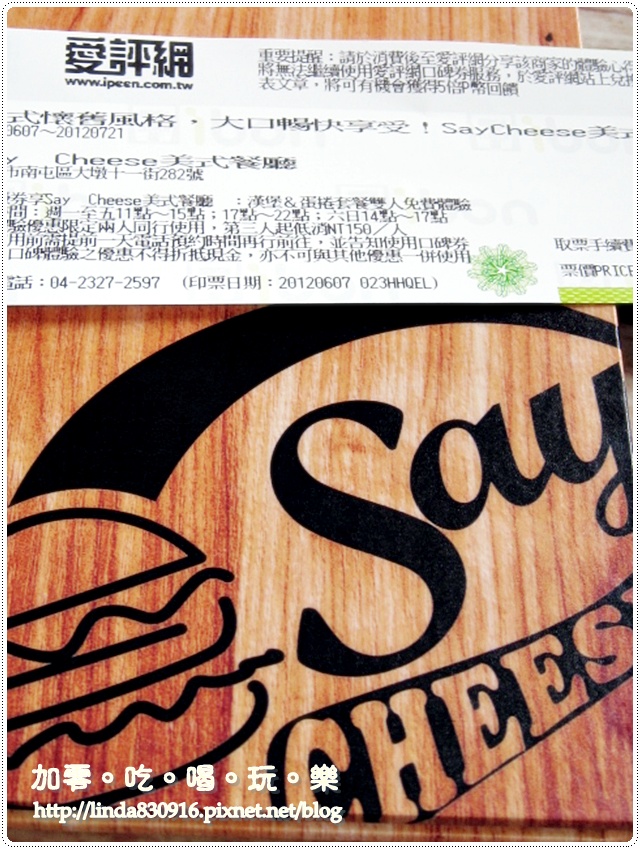 愛評網
www.ipeen.com.tw
重要提醒：請於消費後至愛評網分享該商家的體驗心
將無法繼續使用愛評網口碑券服務，於愛評網站上兌
表文章，將可有機會獲得5倍P幣回饋
式懷舊風格，大口暢快享受！SayCheese美式
0607～20120721
y Cheese美式餐廳
市南屯區大墩十一街282號
券享Say Cheese美式餐廳 ：漢堡＆蛋捲套餐雙人免費體驗
間：週一至五11點～15點；17點～22點；六日14點～17點
驗優惠限定兩人同行使用，第三人起低消NT150／人
用前需提前一天電話預約時間再行前往，並告知使用口碑券
口碑體驗之優惠不得折抵現金，亦不可與其他優惠一併使用
電話：04-2327-2597 (印票日期：20120607 023HHQEL)
取票手續費
票價PRICE
Say
CHEES
加零。吃。喝。玩。樂
http://linda830916.pixnet.net/blog